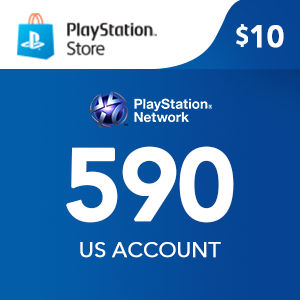 PlayStation.
Store
$10
PlayStation®
Network
590
US ACCOUNT